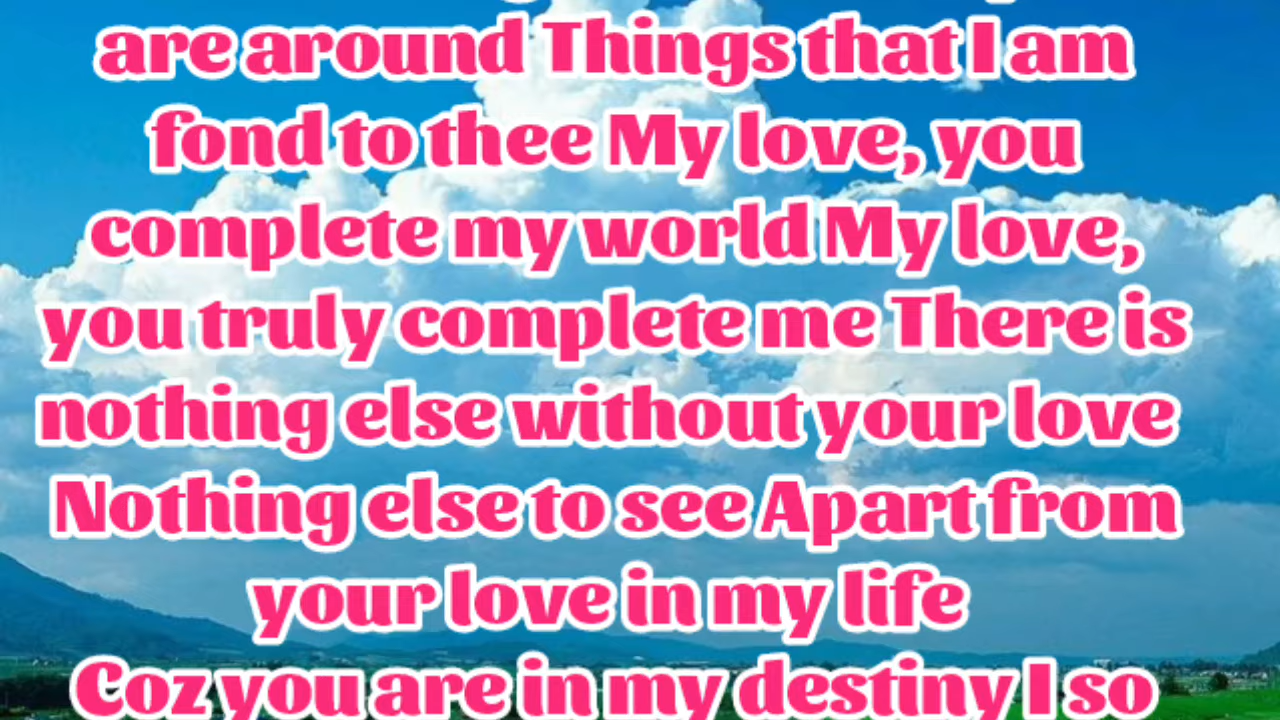 are around Things that I am
fond to thee My love, you
complete my world My love,
you truly complete me There is
nothing else without your love
Nothing else to see Apart from
your love in my life
Coz you are in my destiny I so